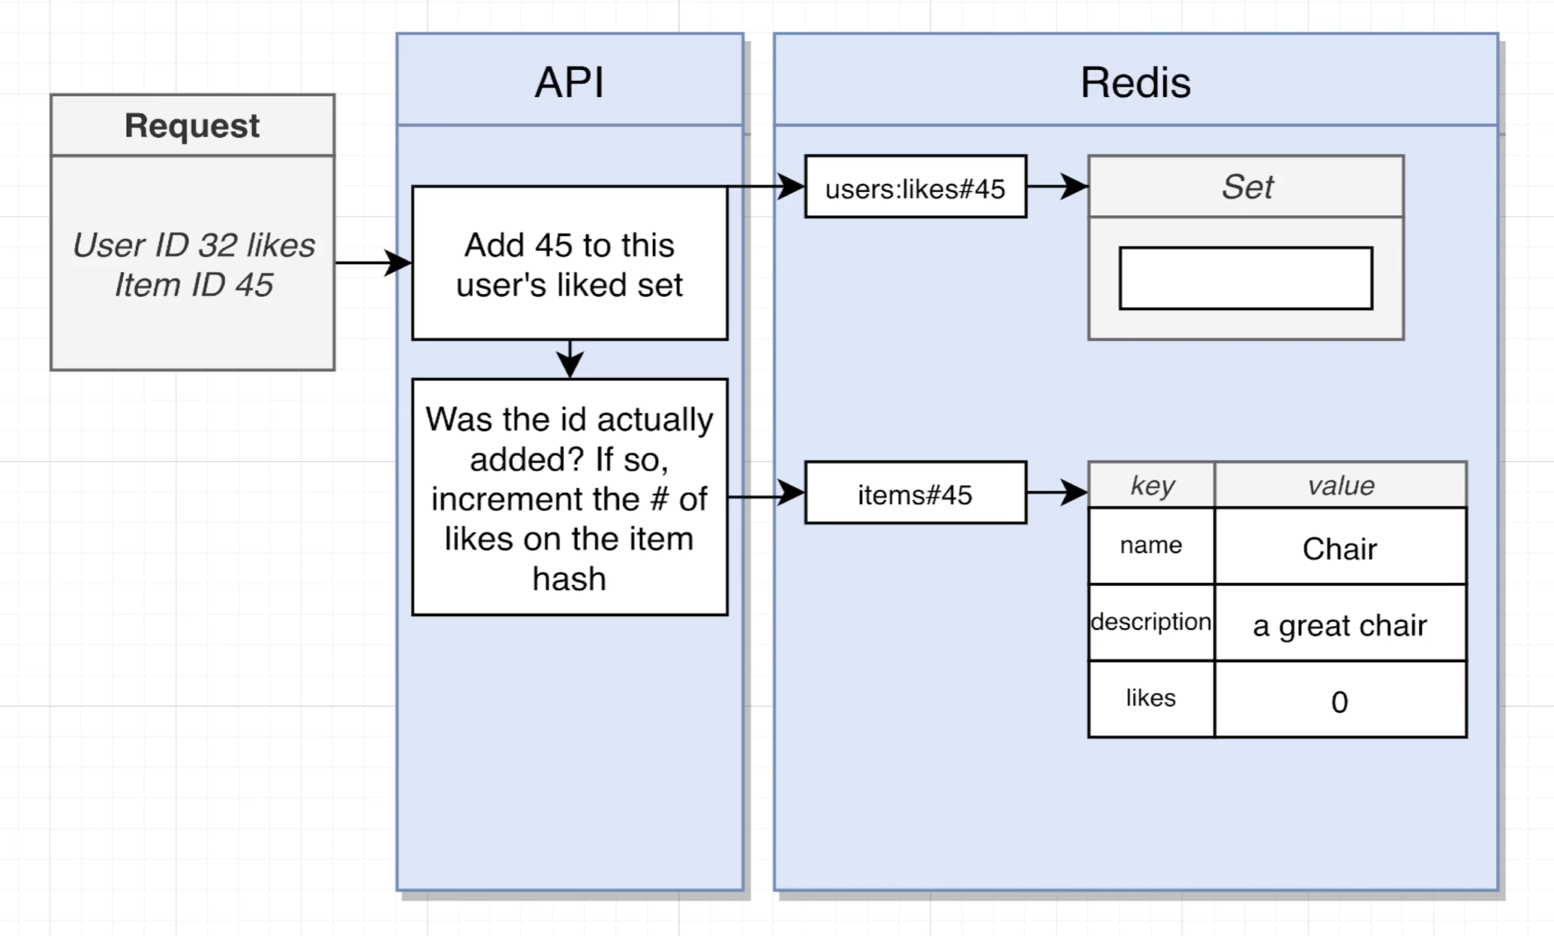 API
Redis
Request
User ID 32 likes
Item ID 45
Add 45 to this
user's liked set
users:likes#45
Set
Was the id actually
added? If so,
increment the # of
likes on the item
hash
items#45
key value
name Chair
description a great chair
likes 0